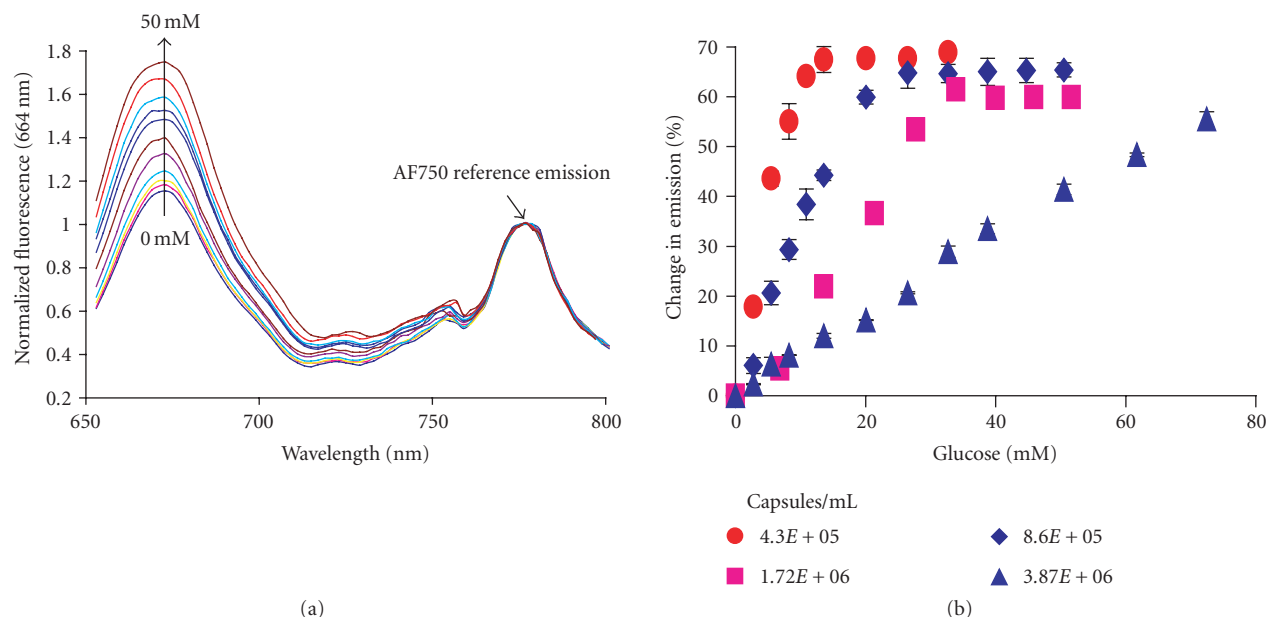 50 mM
1.8
1.6
1.4
1.2
1
0.8
0.6
0.4
0.2
650
700
750
800
Normalized fluorescence (664 nm)
Wavelength (nm)
0 mM
AF750 reference emission
(a)
70
60
50
40
30
20
10
0
0
20
40
60
80
Change in emission (%)
Glucose (mM)
Capsules/mL
4.3E + 05
8.6E + 05
1.72E + 06
3.87E + 06
(b)